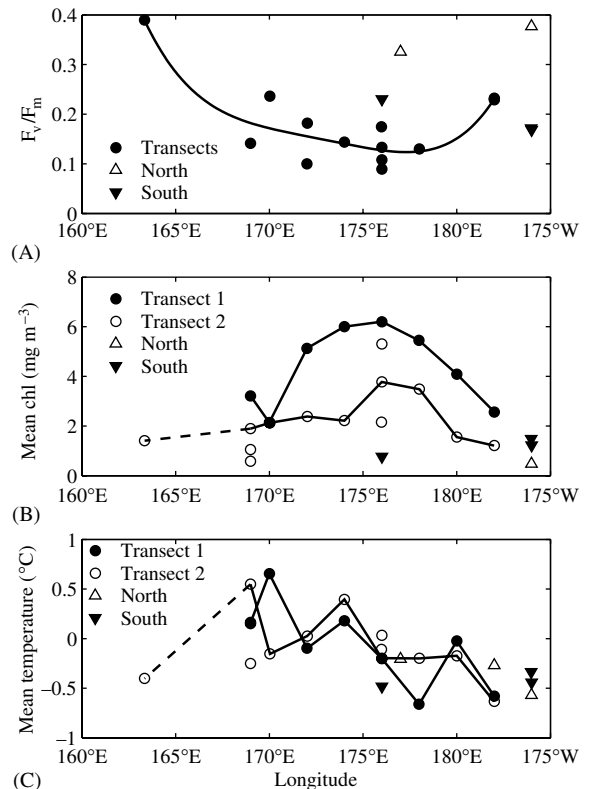 0.4
0.3
0.2
0.1
0
Fv/Fm
Transects
North
South
160°E 165°E 170°E 175°E 180°E 175°W
(A)
8
6
4
2
0
Mean chl (mg m−3)
Transect 1
Transect 2
North
South
160°E 165°E 170°E 175°E 180°E 175°W
(B)
1
0.5
0
−0.5
−1
Mean temperature (°C)
Transect 1
Transect 2
North
South
160°E 165°E 170°E 175°E 180°E 175°W
(C)
Longitude